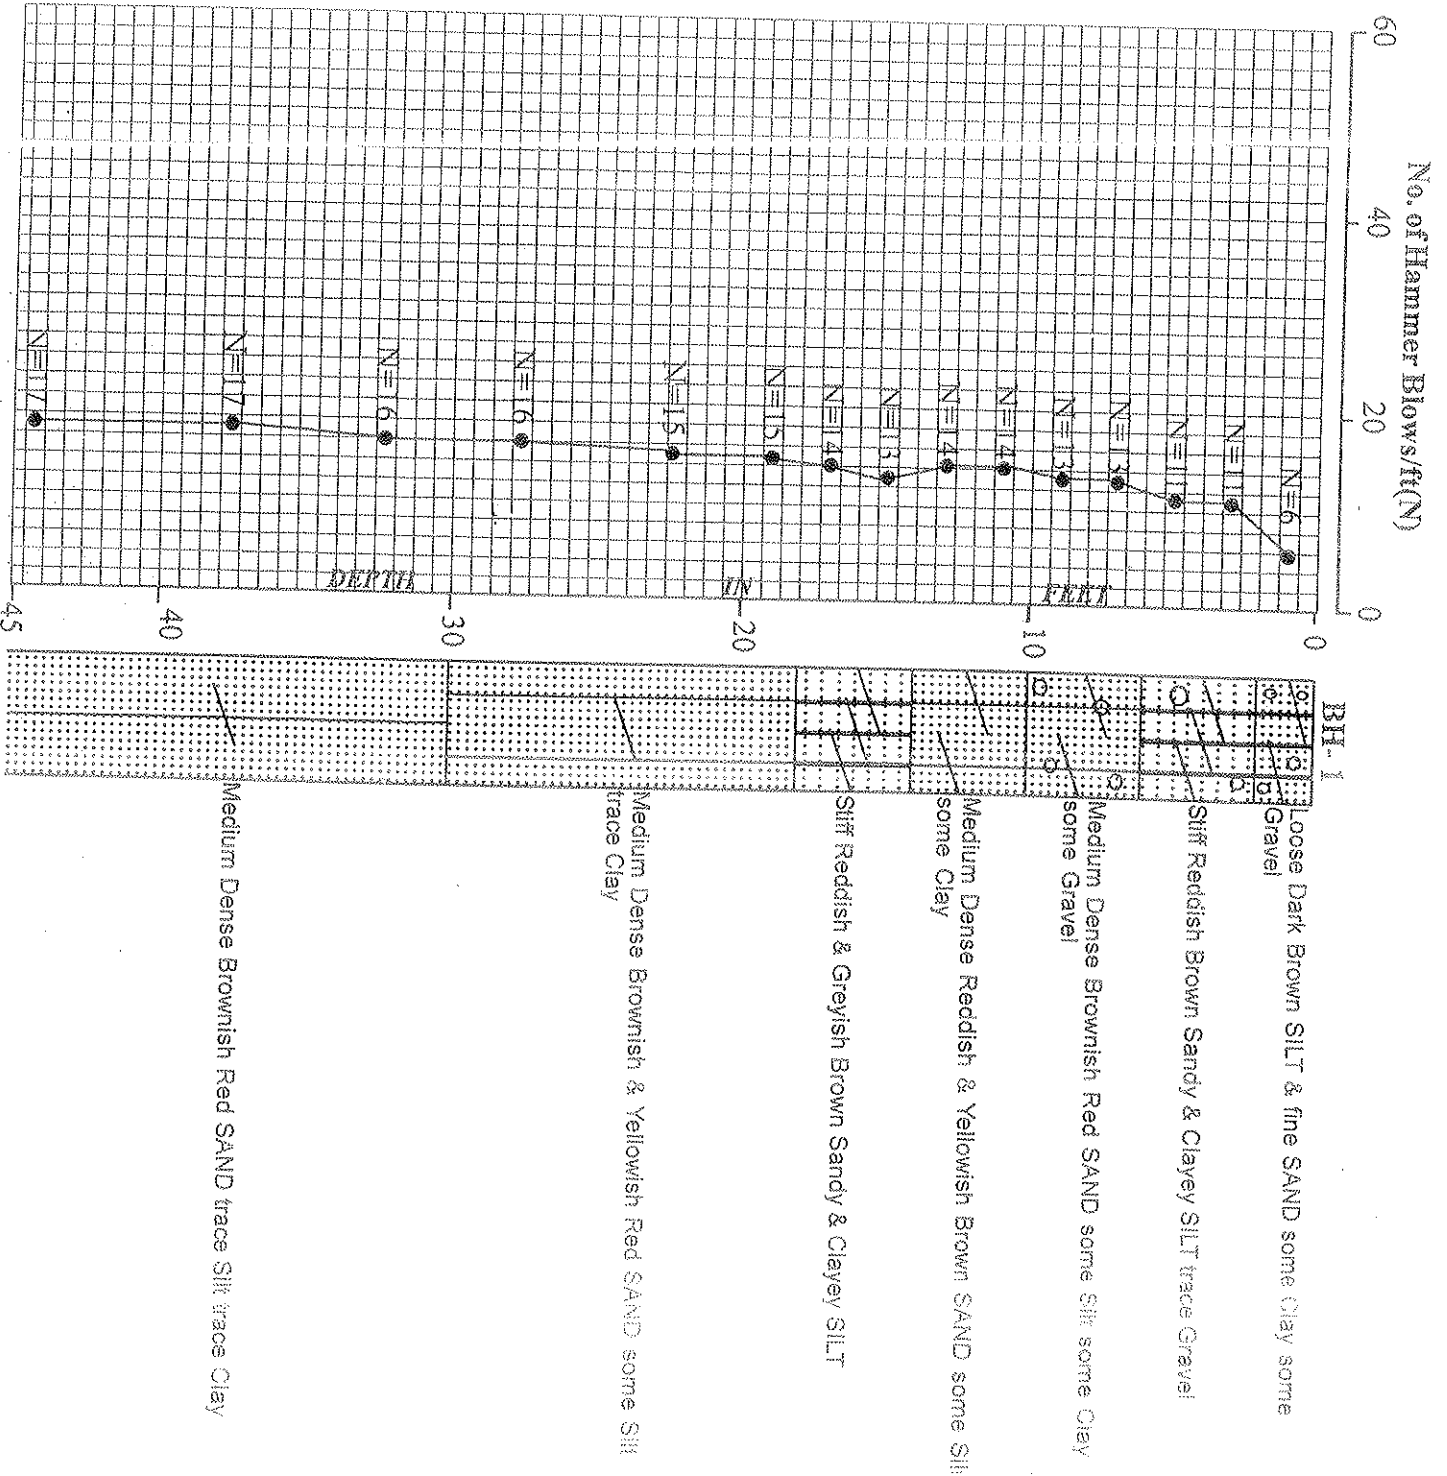 No. of Hammer Blows/ft(N)
60
40
20
0
N=6
N=11
N=11
N=13
N=13
N=14
N=14
N=13
N=14
N=15
N=15
N=16
N=16
N=17
N=17
0
10
20
30
40
45
DEPTH IN FEET
BH- 1
Loose Dark Brown SILT & fine SAND some Clay some
Gravel
Stiff Reddish Brown Sandy & Clayey SILT trace Gravel
Medium Dense Brownish Red SAND some Silt some Clay
some Gravel
Medium Dense Reddish & Yellowish Brown SAND some Silt
some Clay
Stiff Reddish & Greyish Brown Sandy & Clayey SILT
Medium Dense Brownish & Yellowish Red SAND some Silt
trace Clay
Medium Dense Brownish Red SAND trace Silt trace Clay